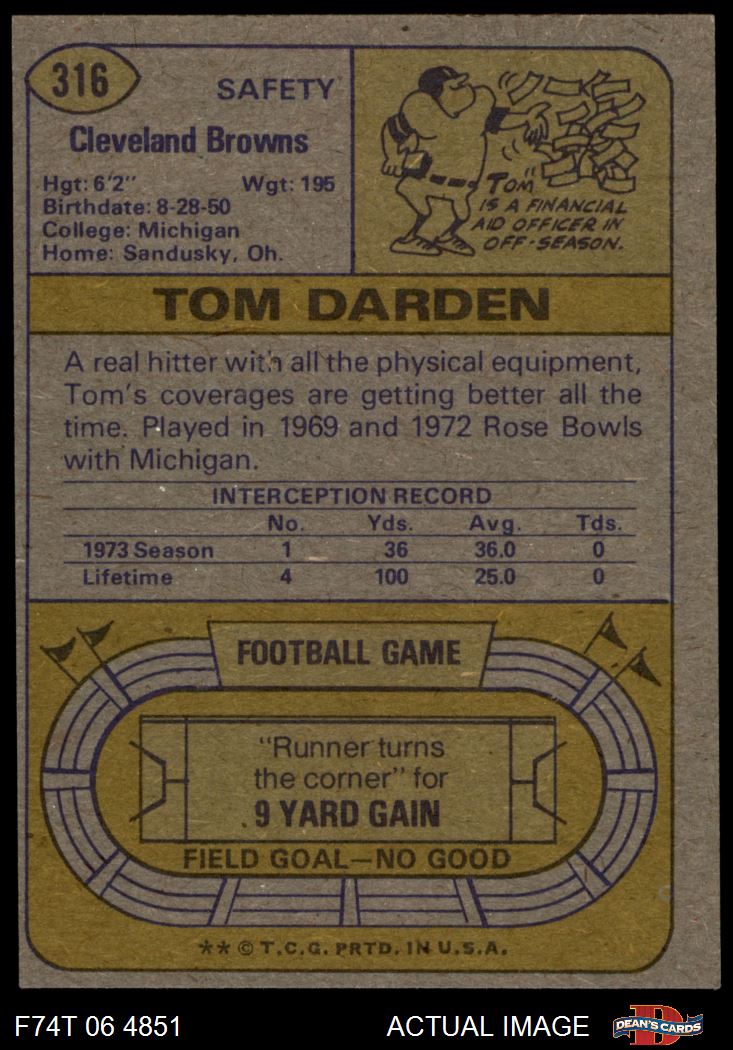 316
SAFETY
Cleveland Browns
Hgt: 6'2" Wgt: 195
Birthdate: 8-28-50
College: Michigan
Home: Sandusky, Oh.
TOM
IS A FINANCIAL
AID OFFICER IN
OFF-SEASON.
TOM DARDEN
A real hitter with all the physical equipment,
Tom's coverages are getting better all the
time. Played in 1969 and 1972 Rose Bowls
with Michigan.
INTERCEPTION RECORD
No. Yds. Avg. Tds.
1973 Season 1 36 36.0 0
Lifetime 4 100 25.0 0
FOOTBALL GAME
"Runner turns
the corner" for
9 YARD GAIN
FIELD GOAL—NO GOOD
** © T.C.G. PRTD. IN U.S.A.
F74T 06 4851 ACTUAL IMAGE
D
DEAN'S CARDS